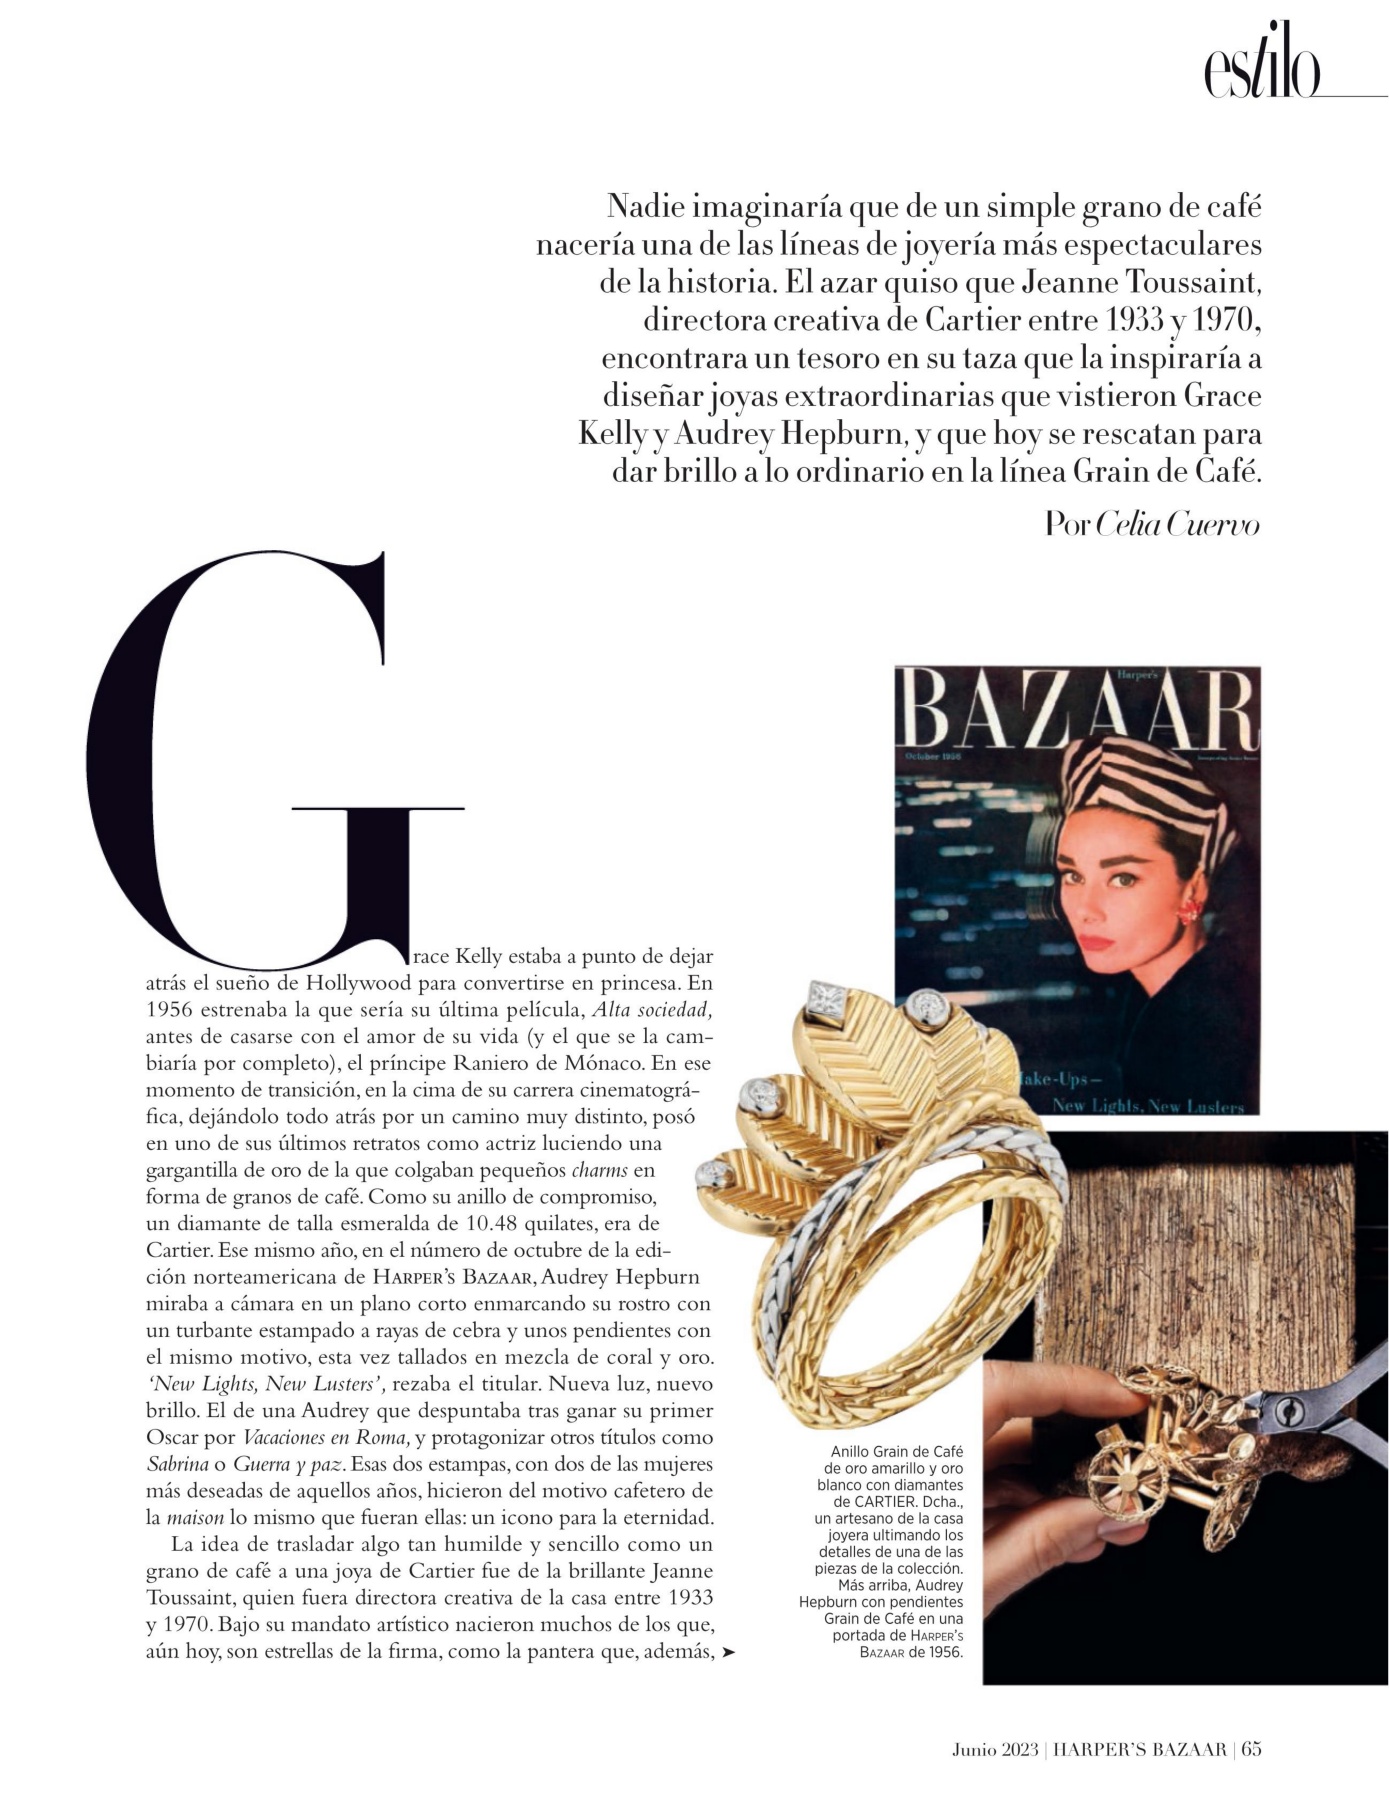 estilo
Nadie imaginaría que de un simple grano de café
nacería una de las líneas de joyería más espectaculares
de la historia. El azar quiso que Jeanne Toussaint,
directora creativa de Cartier entre 1933 y 1970,
encontrara un tesoro en su taza que la inspiraría a
diseñar joyas extraordinarias que vistieron Grace
Kelly y Audrey Hepburn, y que hoy se rescatan para
dar brillo a lo ordinario en la línea Grain de Café.
Por Celia Cuervo
Grace Kelly estaba a punto de dejar
atrás el sueño de Hollywood para convertirse en princesa. En
1956 estrenaba la que sería su última película, Alta sociedad,
antes de casarse con el amor de su vida (y el que se la cam-
biaría por completo), el príncipe Raniero de Mónaco. En ese
momento de transición, en la cima de su carrera cinematográ-
fica, dejándolo todo atrás por un camino muy distinto, posó
en uno de sus últimos retratos como actriz luciendo una
gargantilla de oro de la que colgaban pequeños charms en
forma de granos de café. Como su anillo de compromiso,
un diamante de talla esmeralda de 10.48 quilates, era de
Cartier. Ese mismo año, en el número de octubre de la edi-
ción norteamericana de HARPER'S BAZAAR, Audrey Hepburn
miraba a cámara en un plano corto enmarcando su rostro con
un turbante estampado a rayas de cebra y unos pendientes con
el mismo motivo, esta vez tallados en mezcla de coral y oro.
‘New Lights, New Lusters’, rezaba el titular. Nueva luz, nuevo
brillo. El de una Audrey que despuntaba tras ganar su primer
Oscar por Vacaciones en Roma, y protagonizar otros títulos como
Sabrina o Guerra y paz. Esas dos estampas, con dos de las mujeres
más deseadas de aquellos años, hicieron del motivo cafetero de
la maison lo mismo que fueran ellas: un icono para la eternidad.
La idea de trasladar algo tan humilde y sencillo como un
grano de café a una joya de Cartier fue de la brillante Jeanne
Toussaint, quien fuera directora creativa de la casa entre 1933
y 1970. Bajo su mandato artístico nacieron muchos de los que,
aún hoy, son estrellas de la firma, como la pantera que, además, ➤
Harper's
BAZAAR
October 1956
Make-Ups—
New Lights, New Lusters
Anillo Grain de Café
de oro amarillo y oro
blanco con diamantes
de CARTIER. Dcha.,
un artesano de la casa
joyera ultimando los
detalles de una de las
piezas de la colección.
Más arriba, Audrey
Hepburn con pendientes
Grain de Café en una
portada de HARPER'S
BAZAAR de 1956.
Junio 2023 | HARPER'S BAZAAR | 65